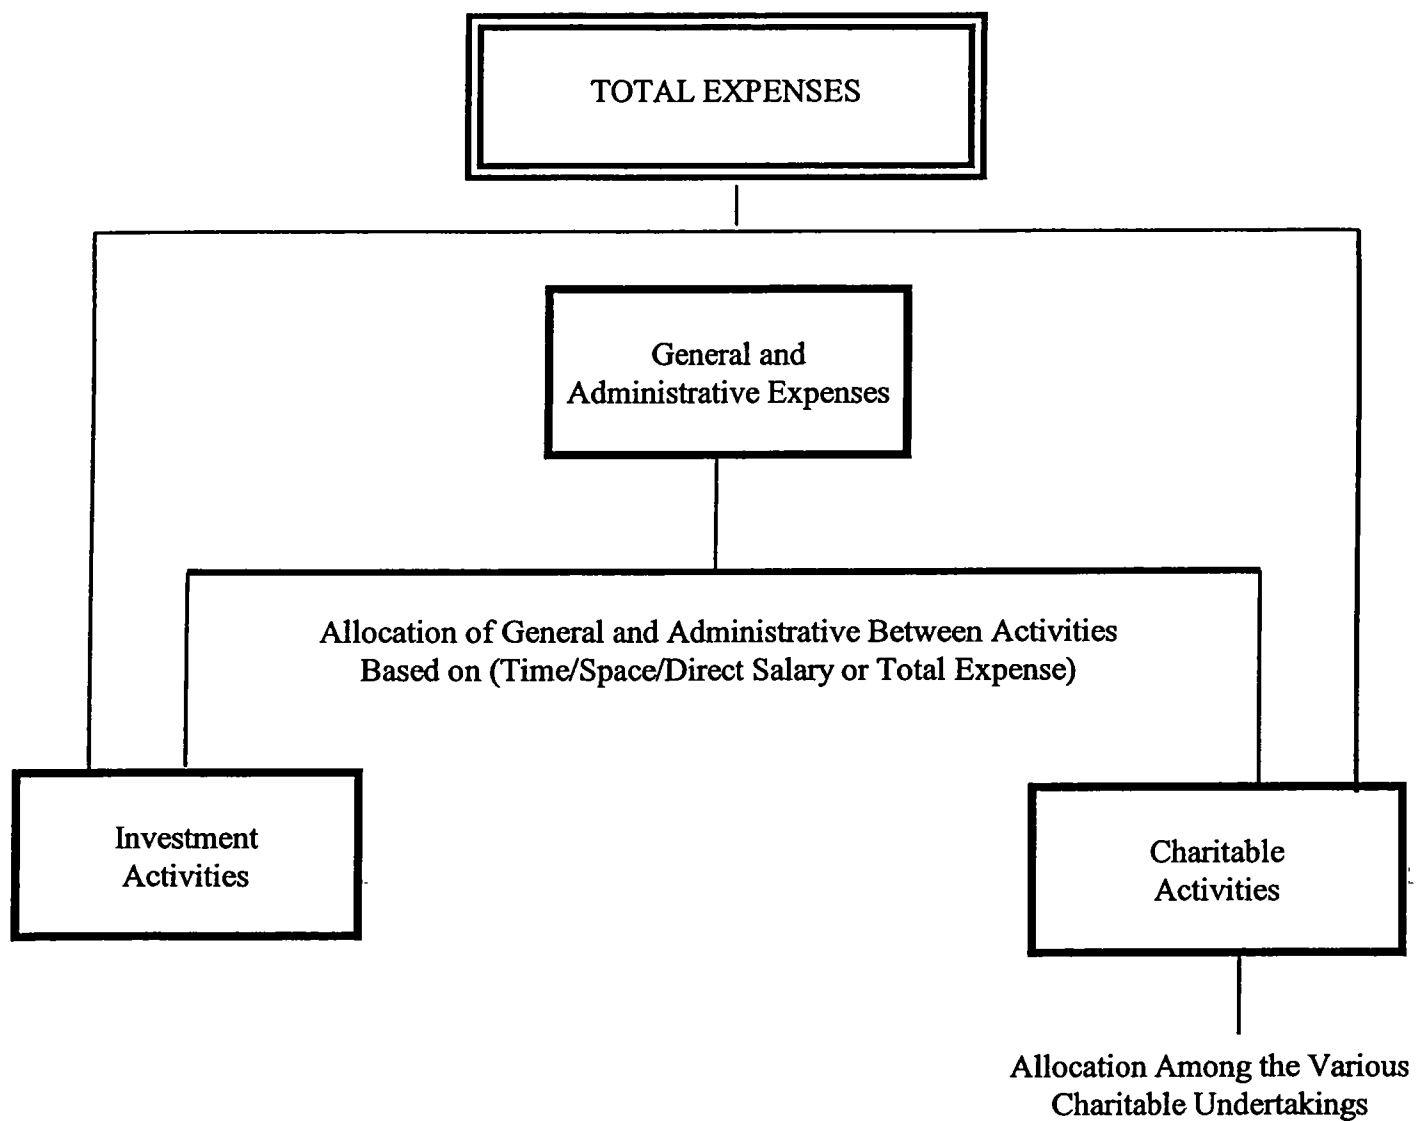 TOTAL EXPENSES
General and
Administrative Expenses
Allocation of General and Administrative Between Activities
Based on (Time/Space/Direct Salary or Total Expense)
Investment
Activities
Charitable
Activities
Allocation Among the Various
Charitable Undertakings